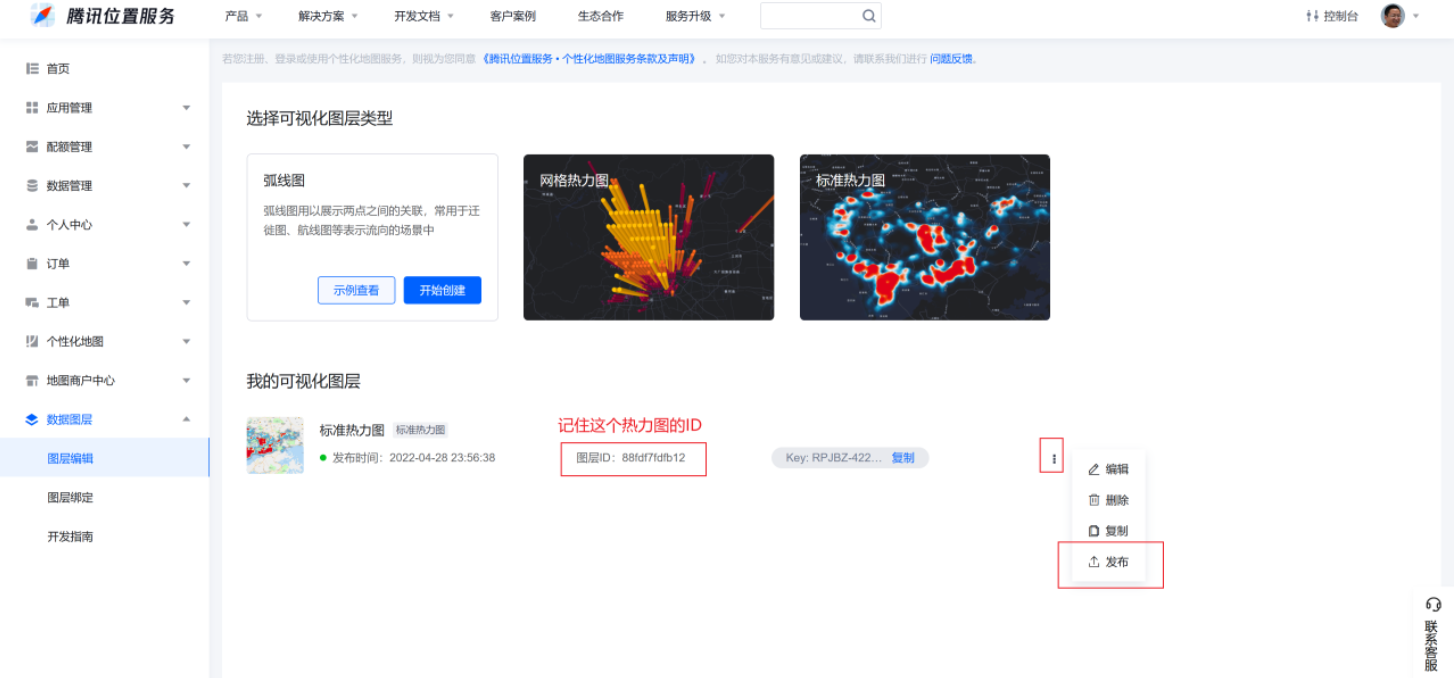 腾讯位置服务 产品 解决方案 开发文档 客户案例 生态合作 服务升级 控制台
若您注册、登录或使用个性化地图服务，则视为您同意《腾讯位置服务·个性化地图服务条款及声明》。如您对本服务有意见或建议，请联系我们进行 问题反馈。
首页
应用管理
配额管理
数据管理
个人中心
订单
工单
个性化地图
地图商户中心
数据图层
图层编辑
图层绑定
开发指南
选择可视化图层类型
弧线图
弧线图用以展示两点之间的关联，常用于迁
徙图、航线图等表示流向的场景中
示例查看 开始创建
网格热力图
标准热力图
我的可视化图层
标准热力图 标准热力图
发布时间：2022-04-28 23:56:38
记住这个热力图的ID
图层ID：88fdf7fdfb12
Key: RPJBZ-422... 复制
编辑
删除
复制
发布
联系客服